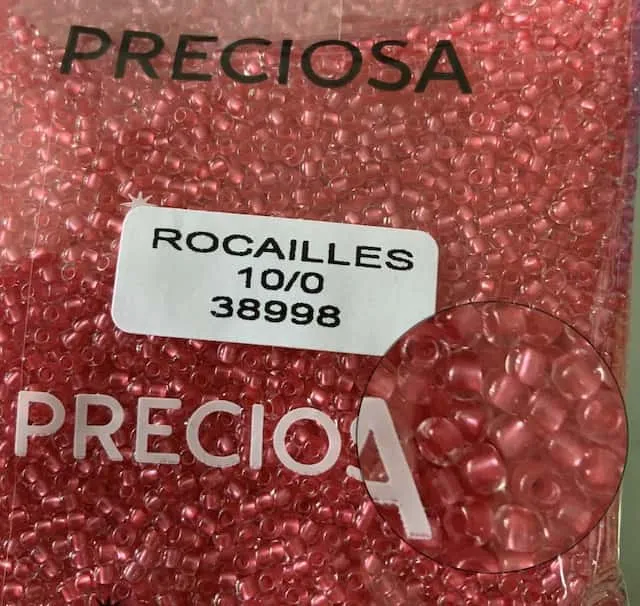 PRECIOSA
ROCAILLES
10/0
38998
PRECIOSA